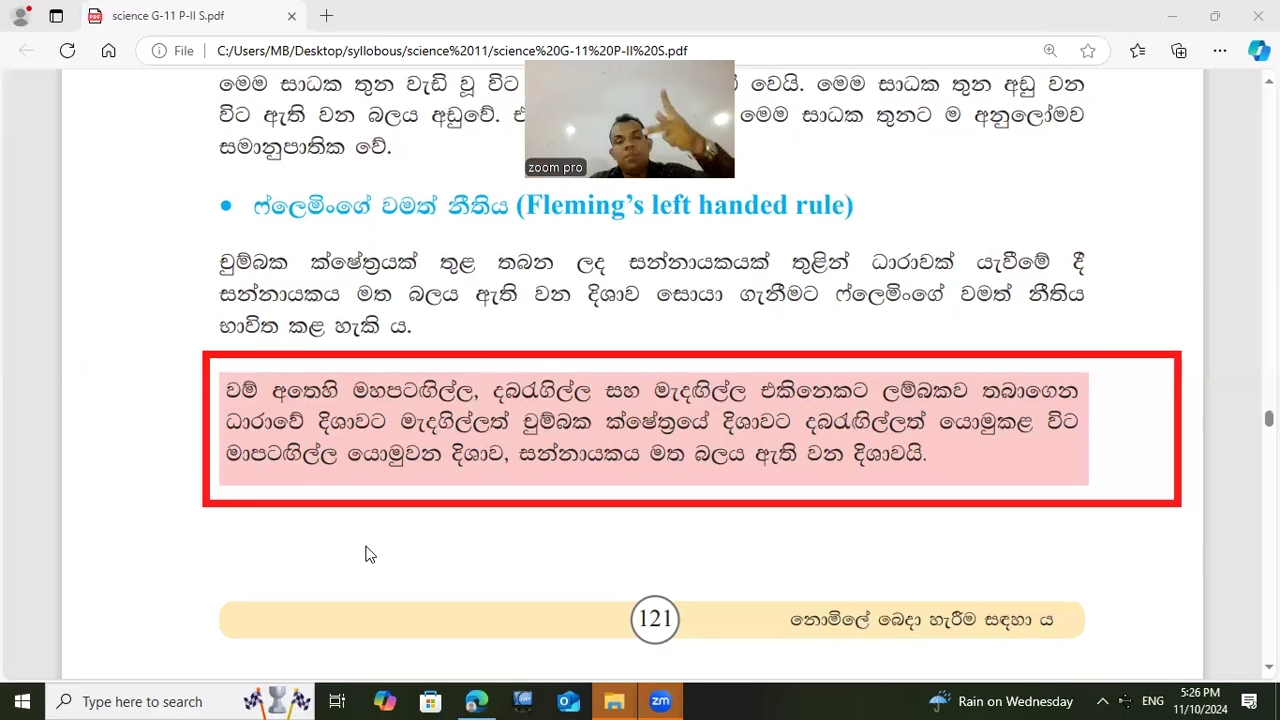 science G-11 P-II S.pdf
File C:/Users/MB/Desktop/syllobous/science%2011/science%20G-11%20P-II%20S.pdf
මෙම සාධක තුන වැඩි වූ විට වෙයි. මෙම සාධක තුන අඩු වන
විට ඇති වන බලය අඩුවේ. මෙම සාධක තුනට ම අනුලෝමව
සමානුපාතික වේ.
zoom pro
• ෆ්ලෙමිංගේ වමත් නීතිය (Fleming's left handed rule)
චුම්බක ක්ෂේත්‍රයක් තුළ තබන ලද සන්නායකයක් තුළින් ධාරාවක් යැවීමේ දී
සන්නායකය මත බලය ඇති වන දිශාව සොයා ගැනීමට ෆ්ලෙමිංගේ වමත් නීතිය
භාවිත කළ හැකි ය.
වම් අතෙහි මහපටඟිල්ල, දබරැගිල්ල සහ මැදඟිල්ල එකිනෙකට ලම්බකව තබාගෙන
ධාරාවේ දිශාවට මැදගිල්ලත් චුම්බක ක්ෂේත්‍රයේ දිශාවට දබරැඟිල්ලත් යොමුකළ විට
මාපටඟිල්ල යොමුවන දිශාව, සන්නායකය මත බලය ඇති වන දිශාවයි.
121
නොමිලේ බෙදා හැරීම සඳහා ය
Type here to search
Rain on Wednesday
ENG
5:26 PM
11/10/2024